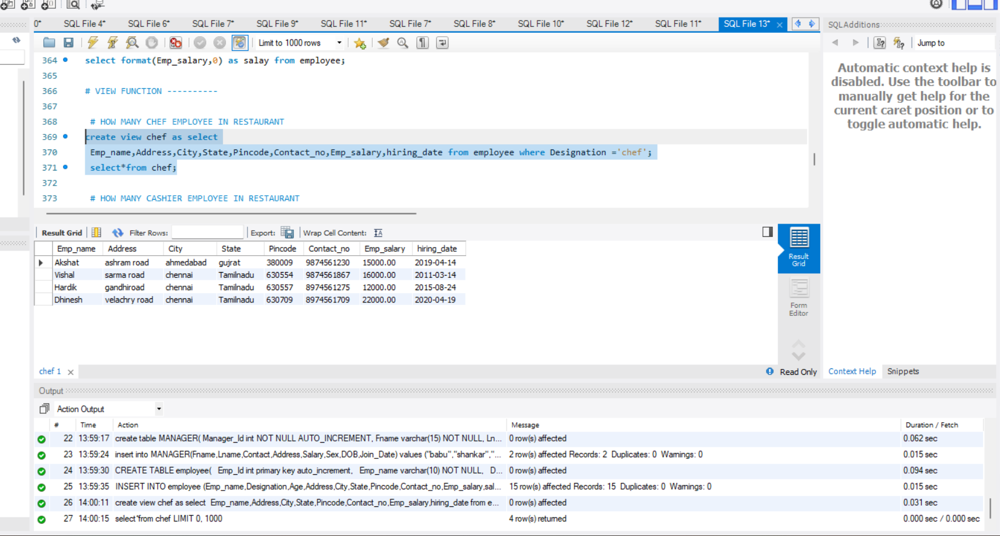 0* SQL File 4* SQL File 6* SQL File 7* SQL File 9* SQL File 11* SQL File 7* SQL File 8* SQL File 10* SQL File 12* SQL File 11* SQL File 13* SQLAdditions
Limit to 1000 rows Jump to
364 select format(Emp_salary,0) as salay from employee;
365
366 # VIEW FUNCTION ----------
367
368 # HOW MANY CHEF EMPLOYEE IN RESTAURANT
369 create view chef as select
370 Emp_name,Address,City,State,Pincode,Contact_no,Emp_salary,hiring_date from employee where Designation ='chef';
371 select*from chef;
372
373 # HOW MANY CASHIER EMPLOYEE IN RESTAURANT
Automatic context help is
disabled. Use the toolbar to
manually get help for the
current caret position or to
toggle automatic help.
Result Grid Filter Rows: Export: Wrap Cell Content:
Emp_name Address City State Pincode Contact_no Emp_salary hiring_date
Akshat ashram road ahmedabad gujrat 380009 9874561230 15000.00 2019-04-14
Vishal sarma road chennai Tamilnadu 630554 9874561867 16000.00 2011-03-14
Hardik gandhiroad chennai Tamilnadu 630557 8974561275 12000.00 2015-08-24
Dhinesh velachry road chennai Tamilnadu 630709 8974561709 22000.00 2020-04-19
Result
Grid
Form
Editor
chef 1 Read Only Context Help Snippets
Output
Action Output
# Time Action Message Duration / Fetch
22 13:59:17 create table MANAGER( Manager_Id int NOT NULL AUTO_INCREMENT, Fname varchar(15) NOT NULL, Ln... 0 row(s) affected 0.062 sec
23 13:59:24 insert into MANAGER(Fname,Lname,Contact,Address,Salary,Sex,DOB,Join_Date) values ("babu","shankar","... 2 row(s) affected Records: 2 Duplicates: 0 Warnings: 0 0.015 sec
24 13:59:30 CREATE TABLE employee( Emp_Id int primary key auto_increment, Emp_name varchar(10) NOT NULL, D... 0 row(s) affected 0.094 sec
25 13:59:35 INSERT INTO employee (Emp_name,Designation,Age,Address,City,State,Pincode,Contact_no,Emp_salary,sal... 15 row(s) affected Records: 15 Duplicates: 0 Warnings: 0 0.015 sec
26 14:00:11 create view chef as select Emp_name,Address,City,State,Pincode,Contact_no,Emp_salary,hiring_date from e... 0 row(s) affected 0.031 sec
27 14:00:15 select*from chef LIMIT 0, 1000 4 row(s) returned 0.000 sec / 0.000 sec